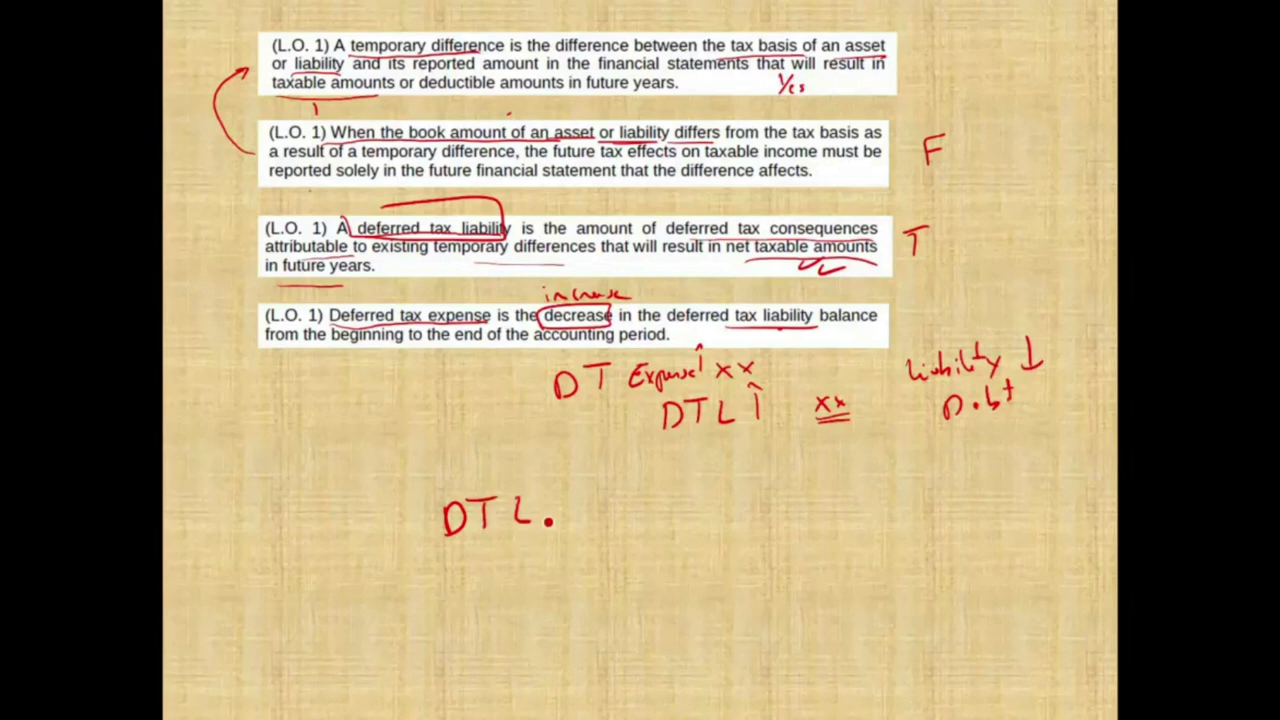 (L.O. 1) A temporary difference is the difference between the tax basis of an asset
or liability and its reported amount in the financial statements that will result in
taxable amounts or deductible amounts in future years.
Yes
(L.O. 1) When the book amount of an asset or liability differs from the tax basis as
a result of a temporary difference, the future tax effects on taxable income must be
reported solely in the future financial statement that the difference affects.
F
(L.O. 1) A deferred tax liability is the amount of deferred tax consequences
attributable to existing temporary differences that will result in net taxable amounts
in future years.
T
increase
(L.O. 1) Deferred tax expense is the decrease in the deferred tax liability balance
from the beginning to the end of the accounting period.
DT Expense ↑ xx
DTL ↑ xx
liability ↓
Debt
DTL